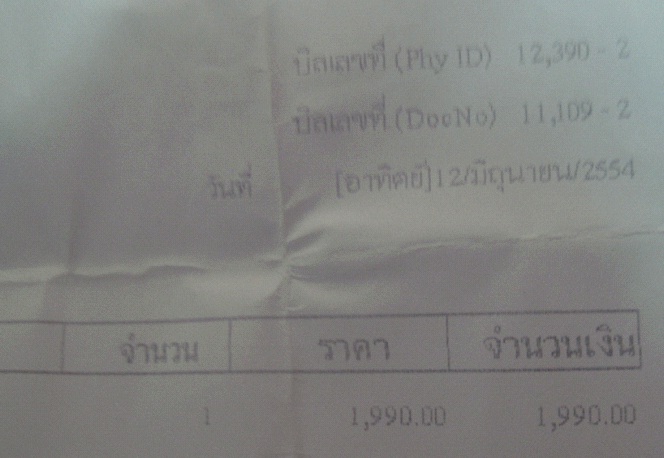 บิลเลขที่ (Phy ID) 12,390 - 2
บิลเลขที่ (DocNo) 11,109 - 2
วันที่ [อาทิตย์]12/มิถุนายน/2554
จำนวน ราคา จำนวนเงิน
1 1,990.00 1,990.00